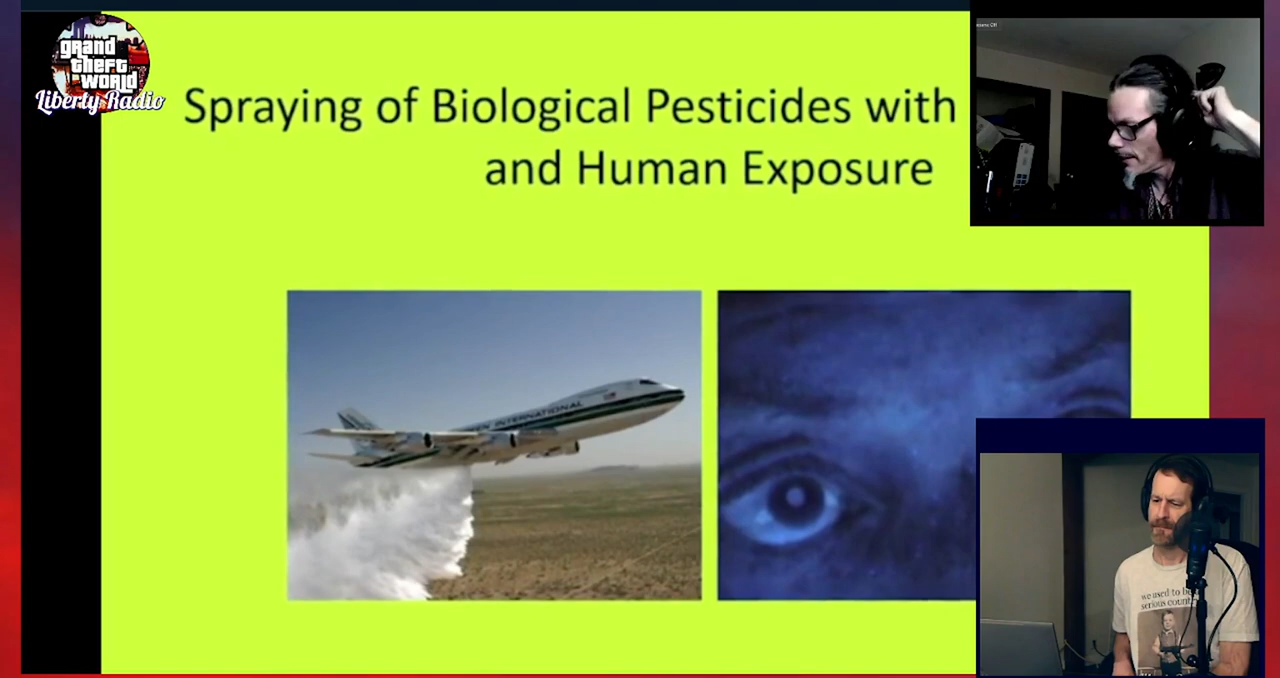 grand
theft
world
Liberty Radio
Spraying of Biological Pesticides with
and Human Exposure
INTERNATIONAL
we used to be
serious